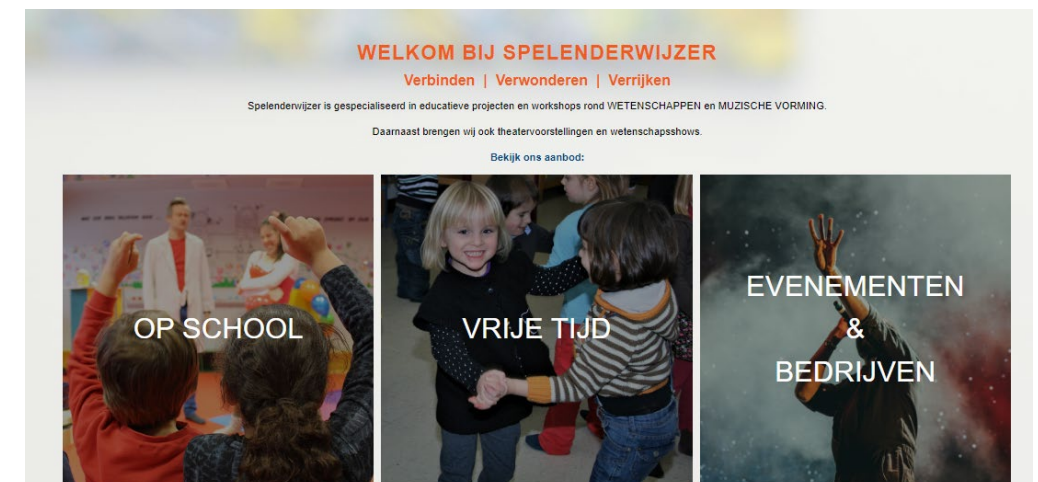 WELKOM BIJ SPELENDERWIJZER
Verbinden | Verwonderen | Verrijken
Spelenderwijzer is gespecialiseerd in educatieve projecten en workshops rond WETENSCHAPPEN en MUZISCHE VORMING.
Daarnaast brengen wij ook theatervoorstellingen en wetenschapsshows.
Bekijk ons aanbod:
OP SCHOOL
VRIJE TIJD
EVENEMENTEN
&
BEDRIJVEN